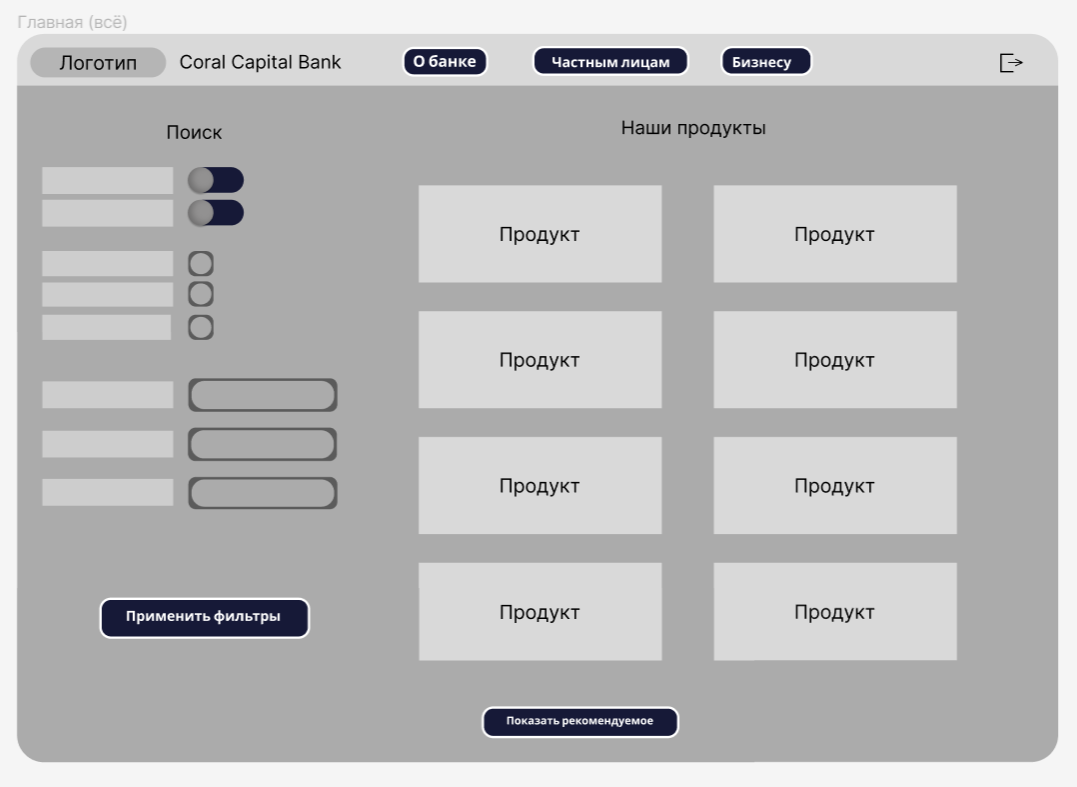 Главная (всё)
Логотип
Coral Capital Bank
О банке
Частным лицам
Бизнесу
Поиск
Наши продукты
Продукт
Продукт
Продукт
Продукт
Продукт
Продукт
Продукт
Продукт
Применить фильтры
Показать рекомендуемое